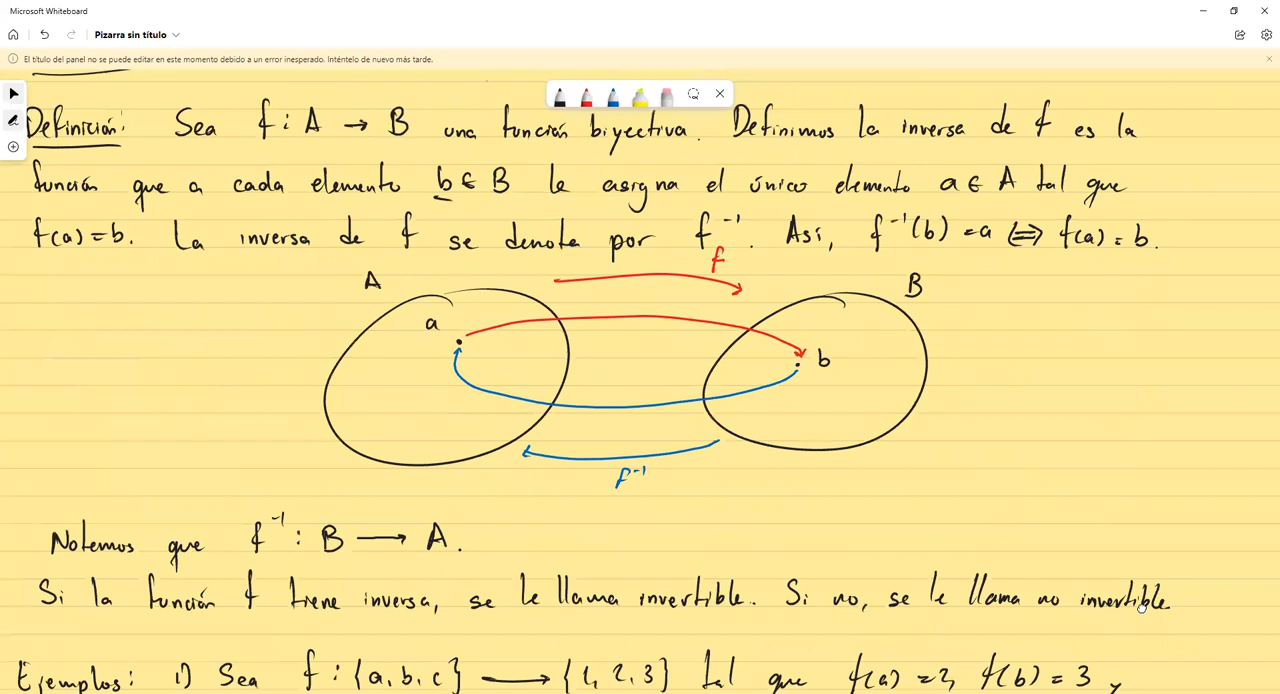 Microsoft Whiteboard
Pizarra sin título
El título del panel no se puede editar en este momento debido a un error inesperado. Inténtelo de nuevo más tarde.
Definición: Sea f: A → B una función biyectiva. Definimos la inversa de f es la
función que a cada elemento b ∈ B le asigna el único elemento a ∈ A tal que
f(a) = b. La inversa de f se denota por f⁻¹. Así, f⁻¹(b) = a ⇔ f(a) = b.
f
A
B
a
b
f⁻¹
Notemos que f⁻¹: B → A.
Si la función f tiene inversa, se le llama invertible. Si no, se le llama no invertible
Ejemplos: 1) Sea f: {a, b, c} → {1, 2, 3} tal que f(a) = 2, f(b) = 3 y